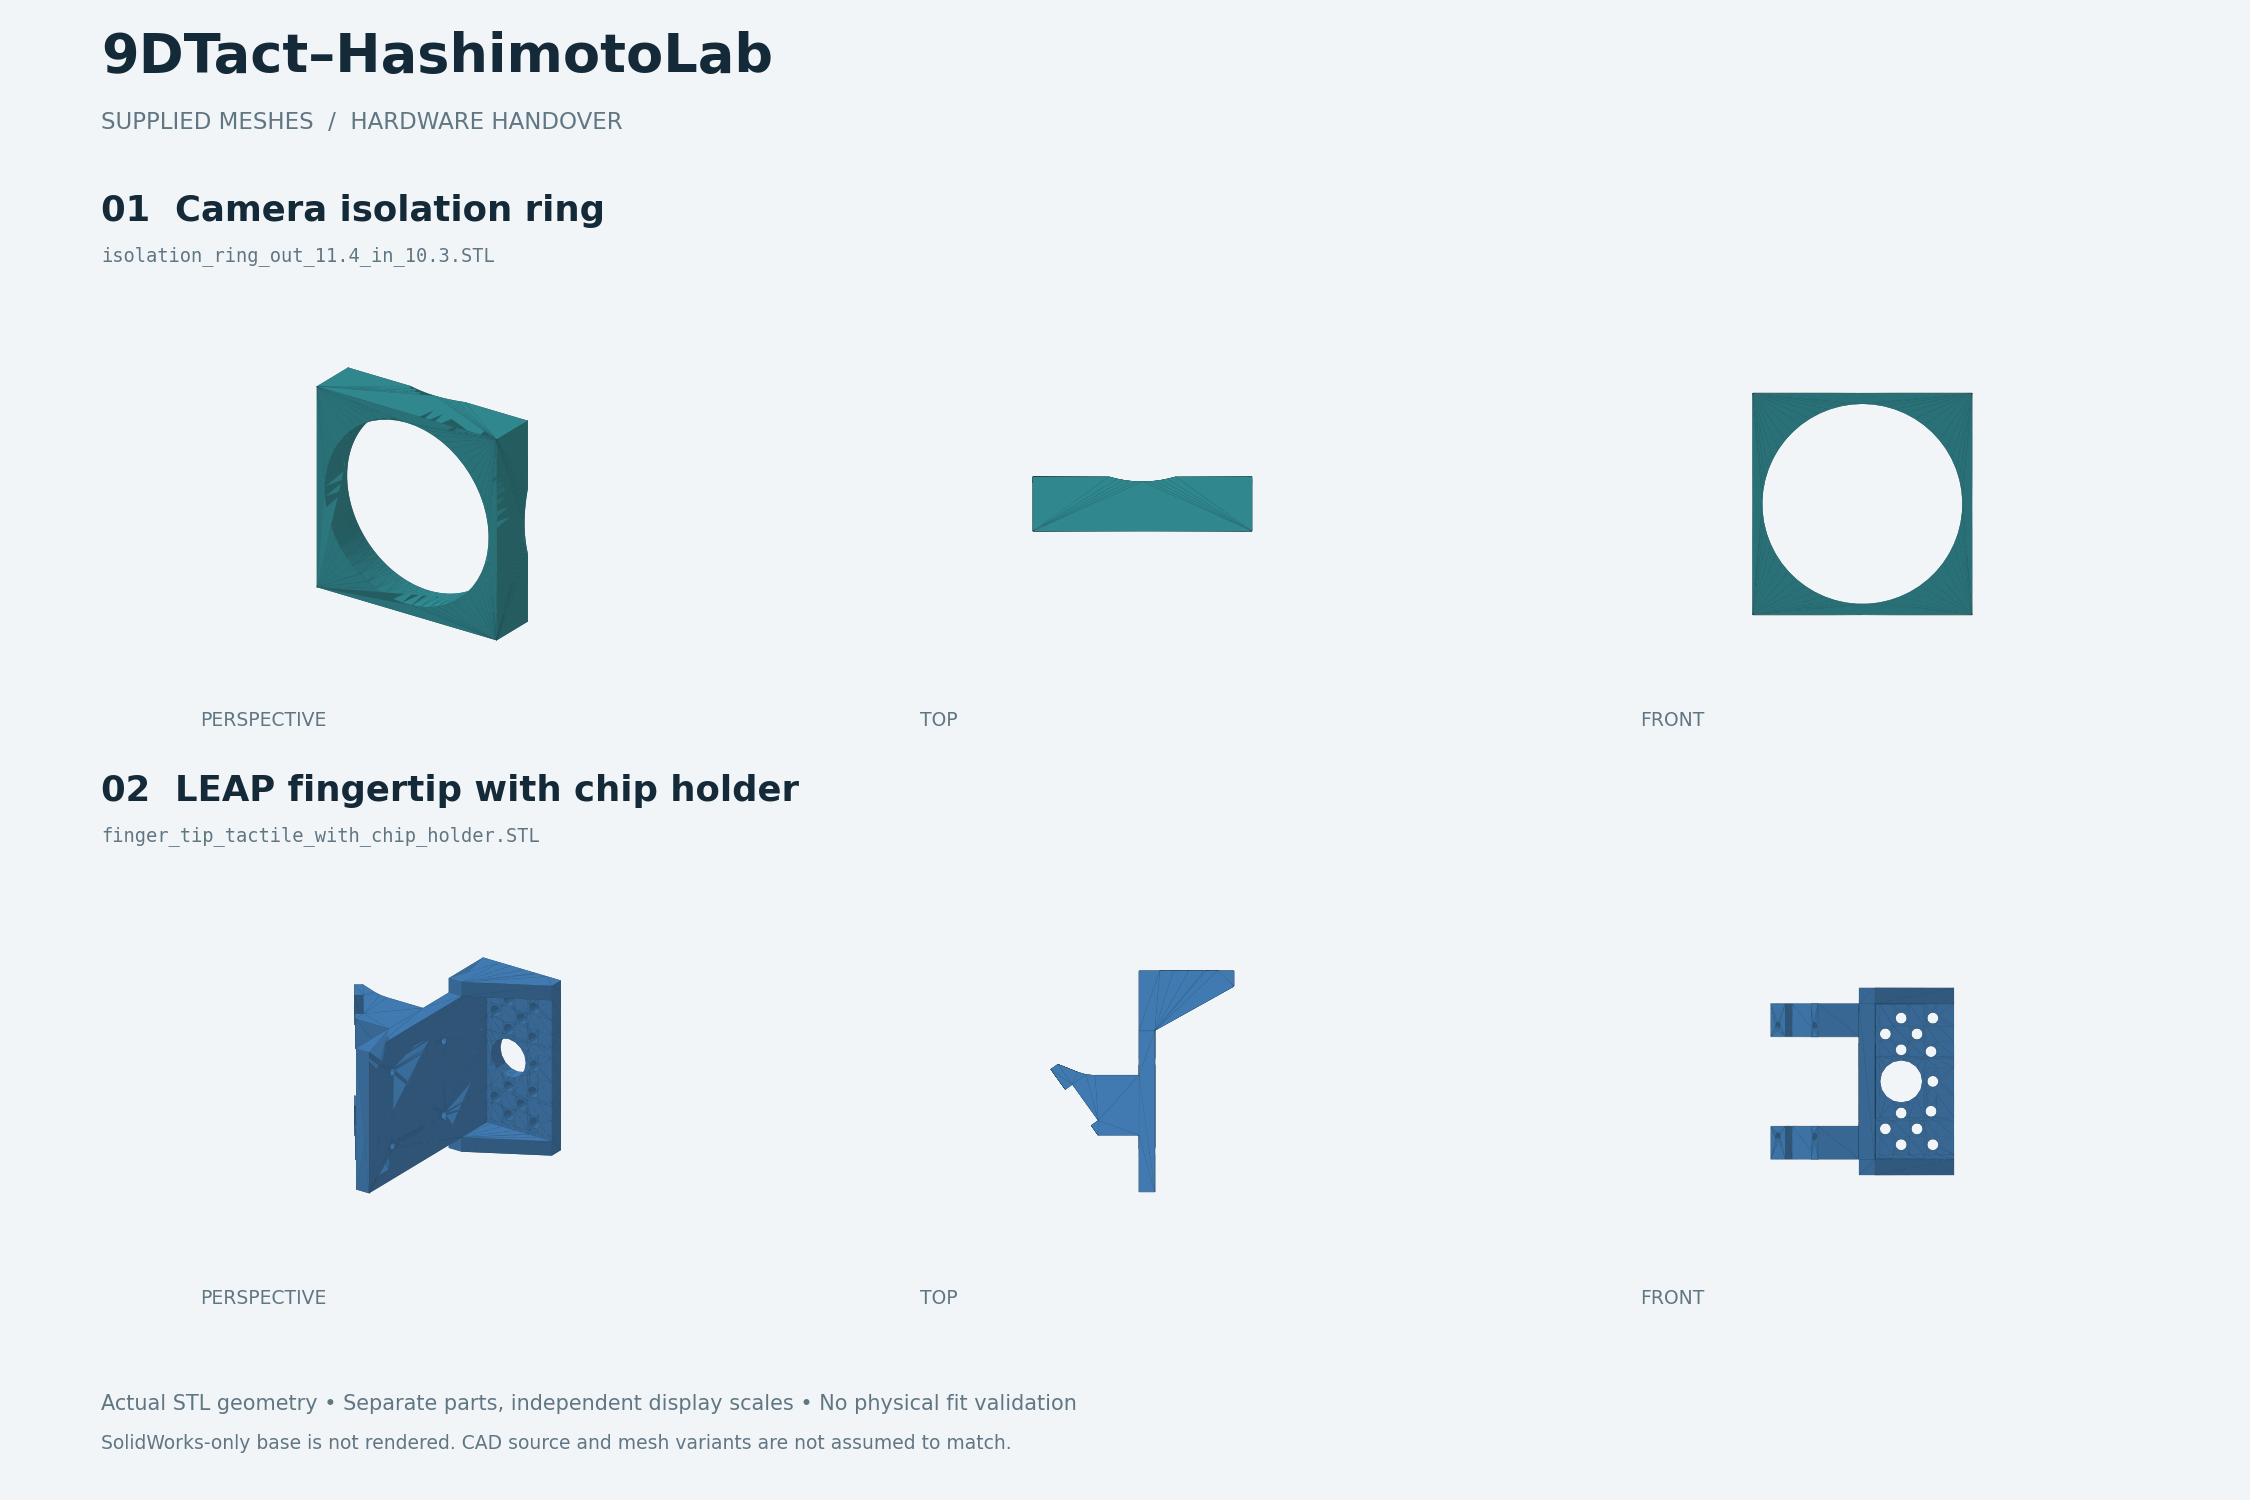 9DTact–HashimotoLab
SUPPLIED MESHES / HARDWARE HANDOVER
01 Camera isolation ring
isolation_ring_out_11.4_in_10.3.STL
PERSPECTIVE
TOP
FRONT
02 LEAP fingertip with chip holder
finger_tip_tactile_with_chip_holder.STL
PERSPECTIVE
TOP
FRONT
Actual STL geometry • Separate parts, independent display scales • No physical fit validation
SolidWorks-only base is not rendered. CAD source and mesh variants are not assumed to match.